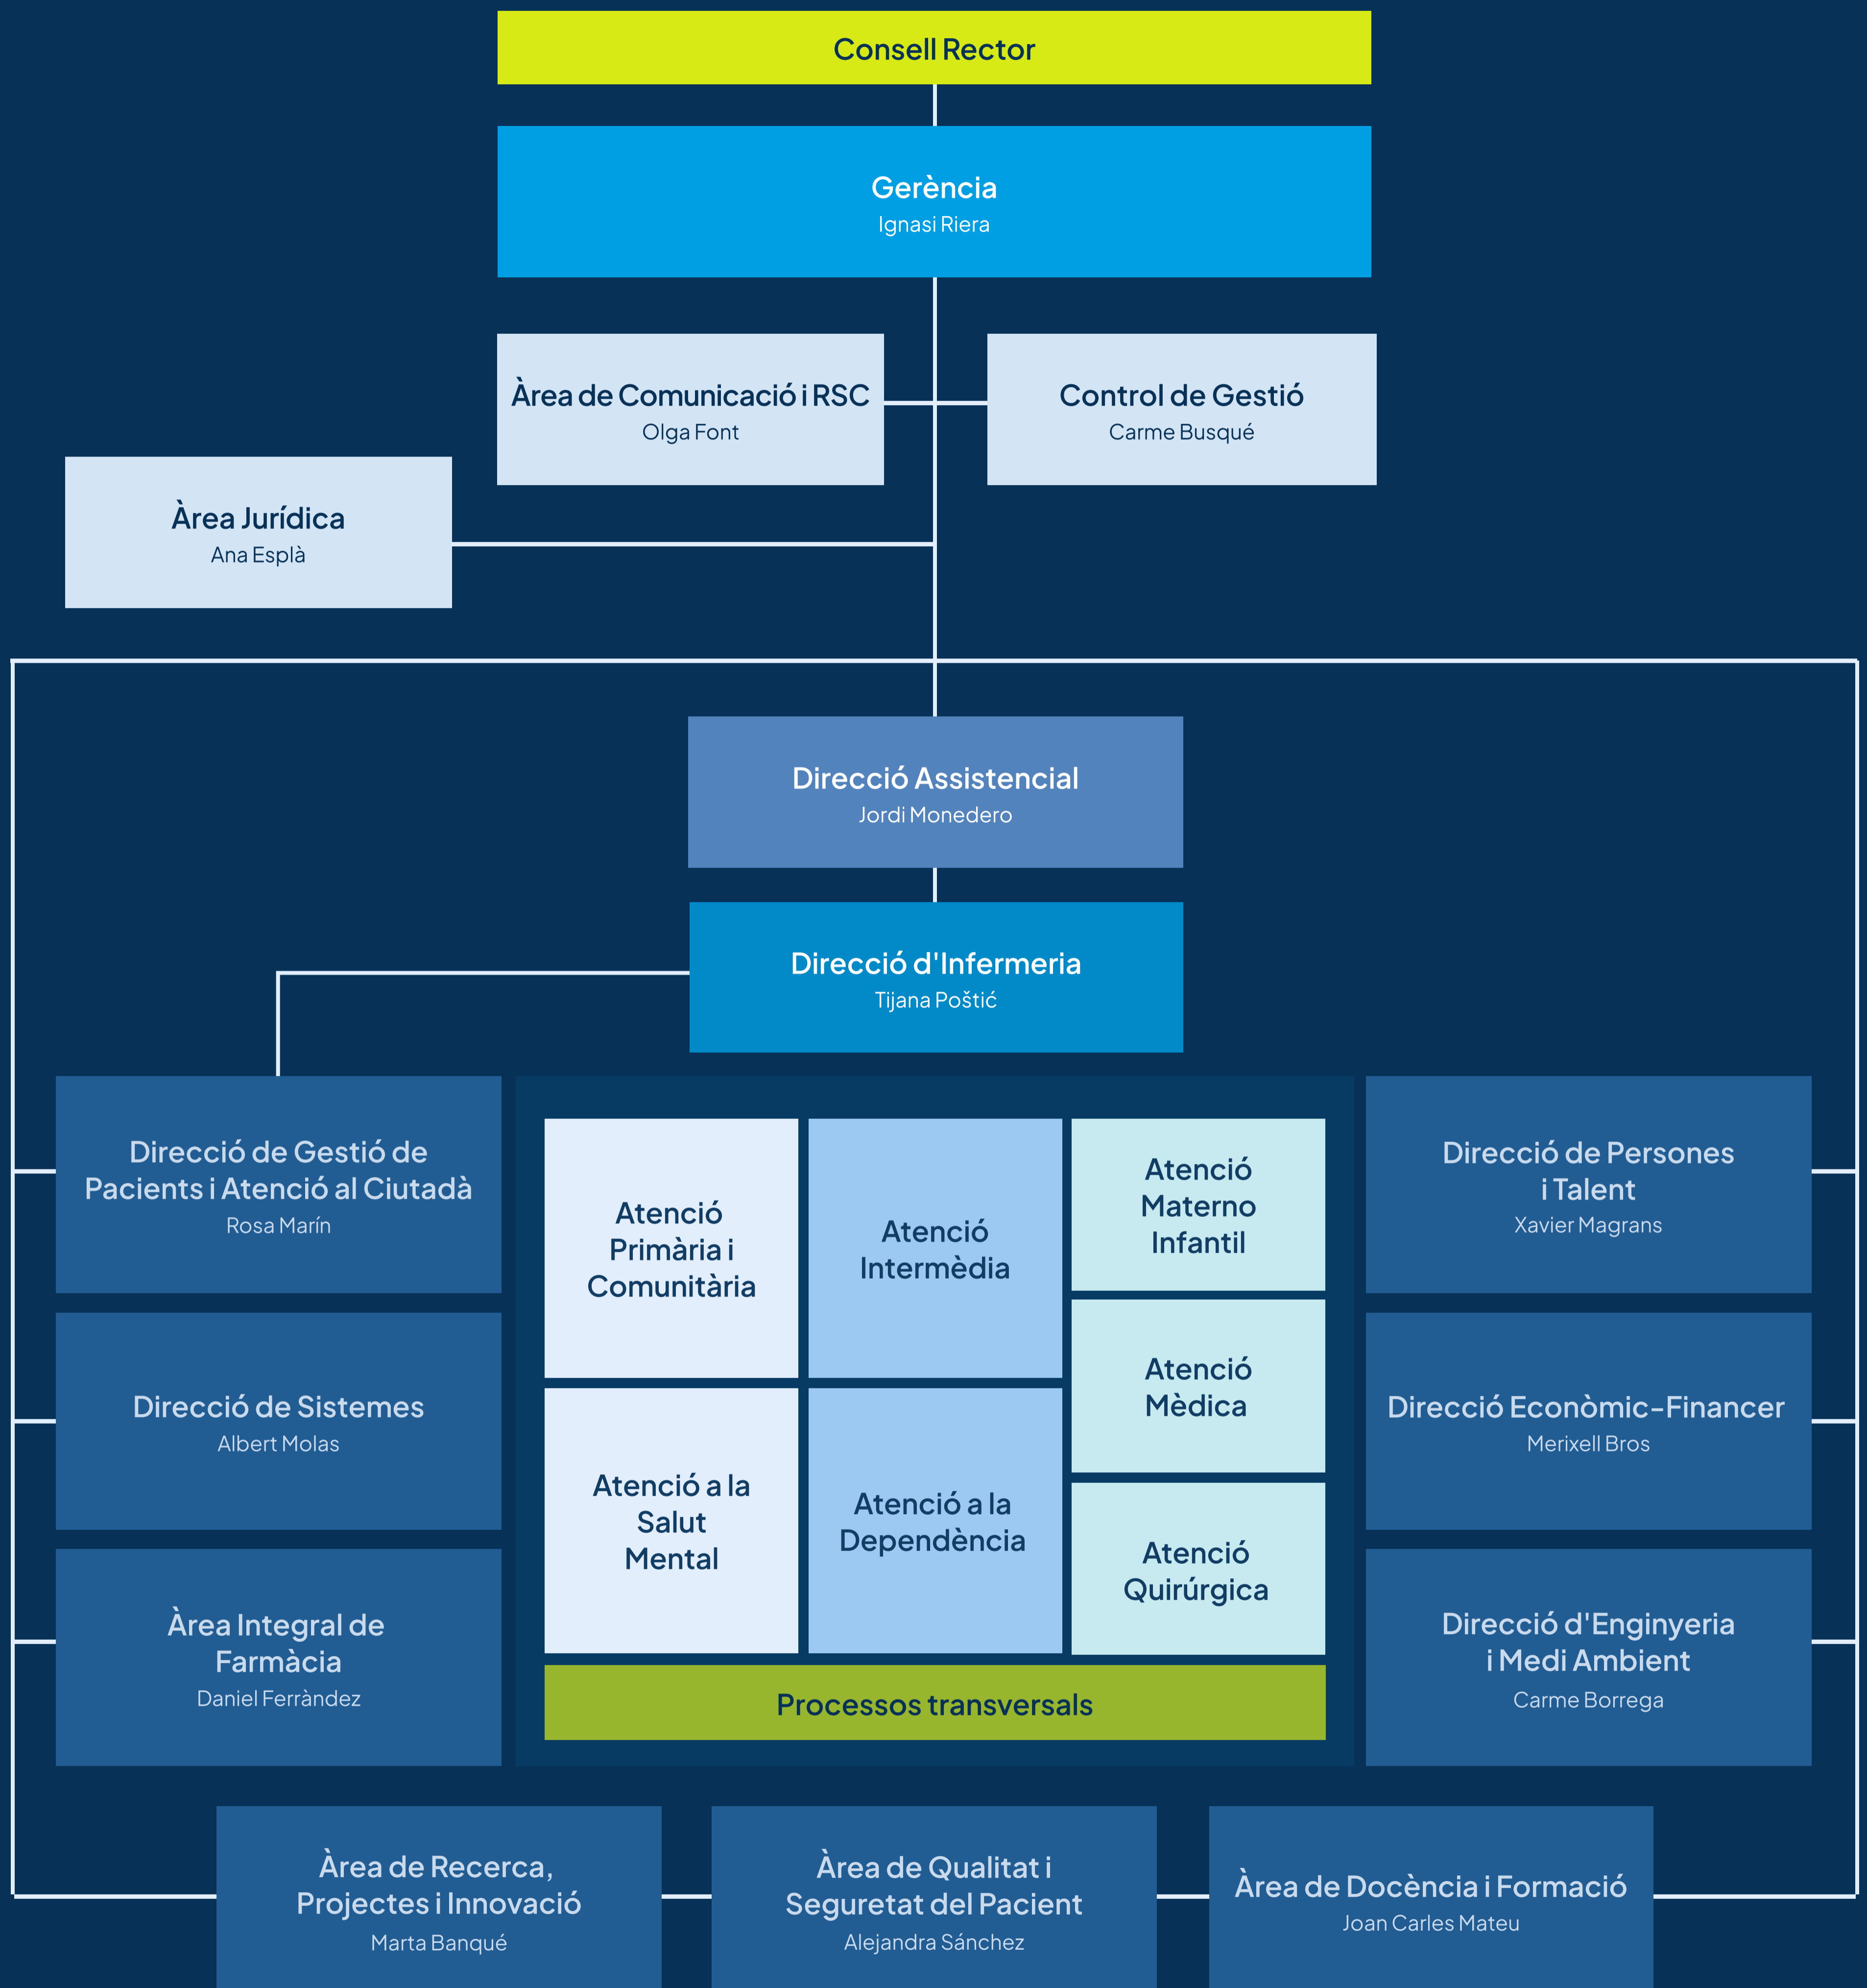 Consell Rector
Gerència
Ignasi Riera
Àrea de Comunicació i RSC
Olga Font
Control de Gestió
Carme Busqué
Àrea Jurídica
Ana Esplà
Direcció Assistencial
Jordi Monedero
Direcció d'Infermeria
Tijana Poštić
Direcció de Gestió de
Pacients i Atenció al Ciutadà
Rosa Marín
Direcció de Sistemes
Albert Molas
Àrea Integral de
Farmàcia
Daniel Ferràndez
Atenció
Primària i
Comunitària
Atenció
Intermèdia
Atenció
Materno
Infantil
Atenció
Mèdica
Atenció a la
Salut
Mental
Atenció a la
Dependència
Atenció
Quirúrgica
Processos transversals
Direcció de Persones
i Talent
Xavier Magrans
Direcció Econòmic-Financer
Merixell Bros
Direcció d'Enginyeria
i Medi Ambient
Carme Borrega
Àrea de Recerca,
Projectes i Innovació
Marta Banqué
Àrea de Qualitat i
Seguretat del Pacient
Alejandra Sánchez
Àrea de Docència i Formació
Joan Carles Mateu